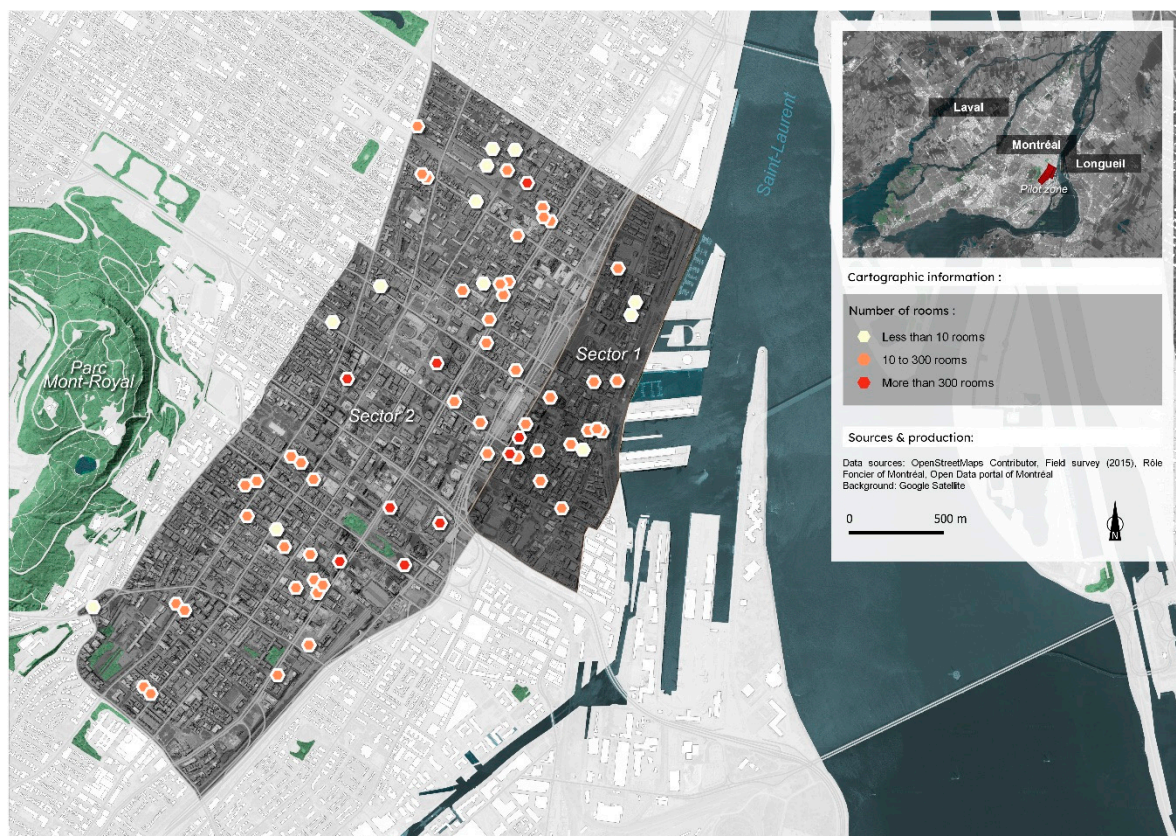 Saint-Laurent
Parc
Mont-Royal
Sector 1
Sector 2
Laval
Montréal
Longueil
Pilot zone
Cartographic information :
Number of rooms :
Less than 10 rooms
10 to 300 rooms
More than 300 rooms
Sources & production:
Data sources: OpenStreetMaps Contributor, Field survey (2015), Rôle
Foncier of Montréal, Open Data portal of Montréal
Background: Google Satellite
0 500 m
N